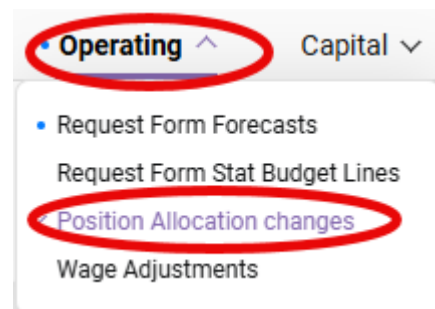 Operating Capital
Request Form Forecasts
Request Form Stat Budget Lines
Position Allocation changes
Wage Adjustments